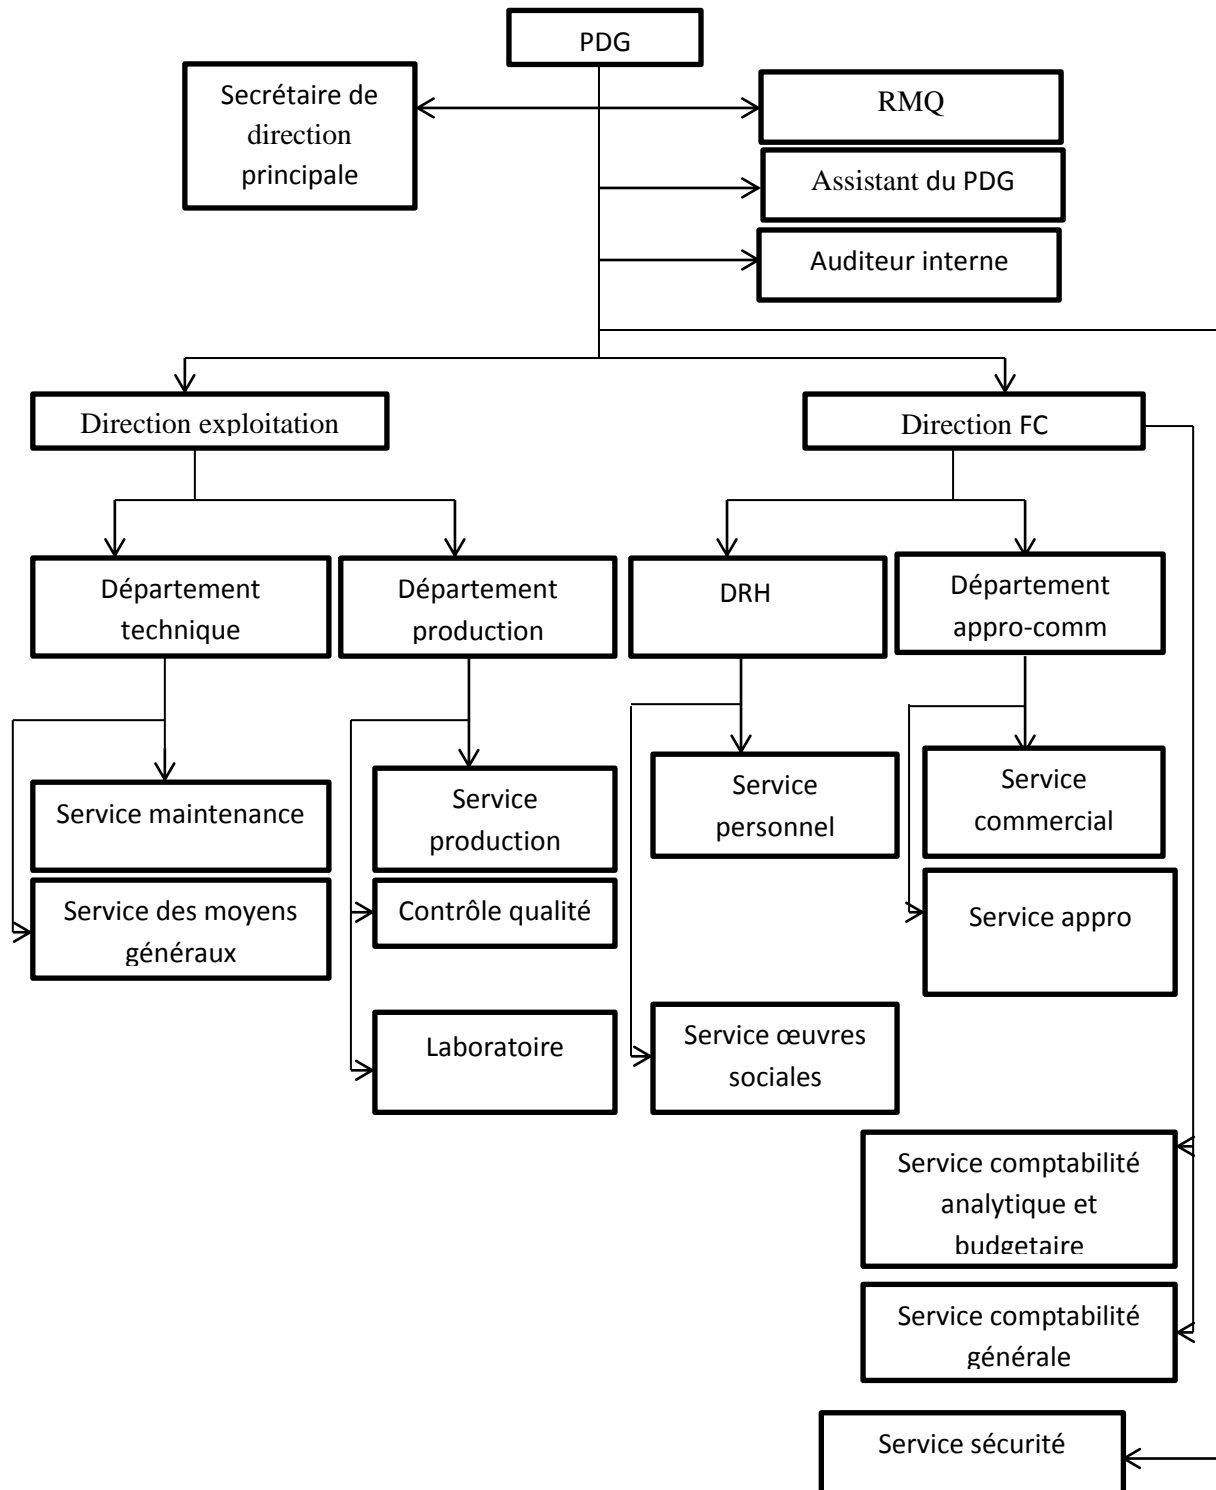 PDG
Secrétaire de
direction
principale
RMQ
Assistant du PDG
Auditeur interne
Direction exploitation
Direction FC
Département
technique
Département
production
DRH
Département
appro-comm
Service maintenance
Service
production
Service
personnel
Service
commercial
Service des moyens
généraux
Contrôle qualité
Service appro
Laboratoire
Service œuvres
sociales
Service comptabilité
analytique et
budgetaire
Service comptabilité
générale
Service sécurité